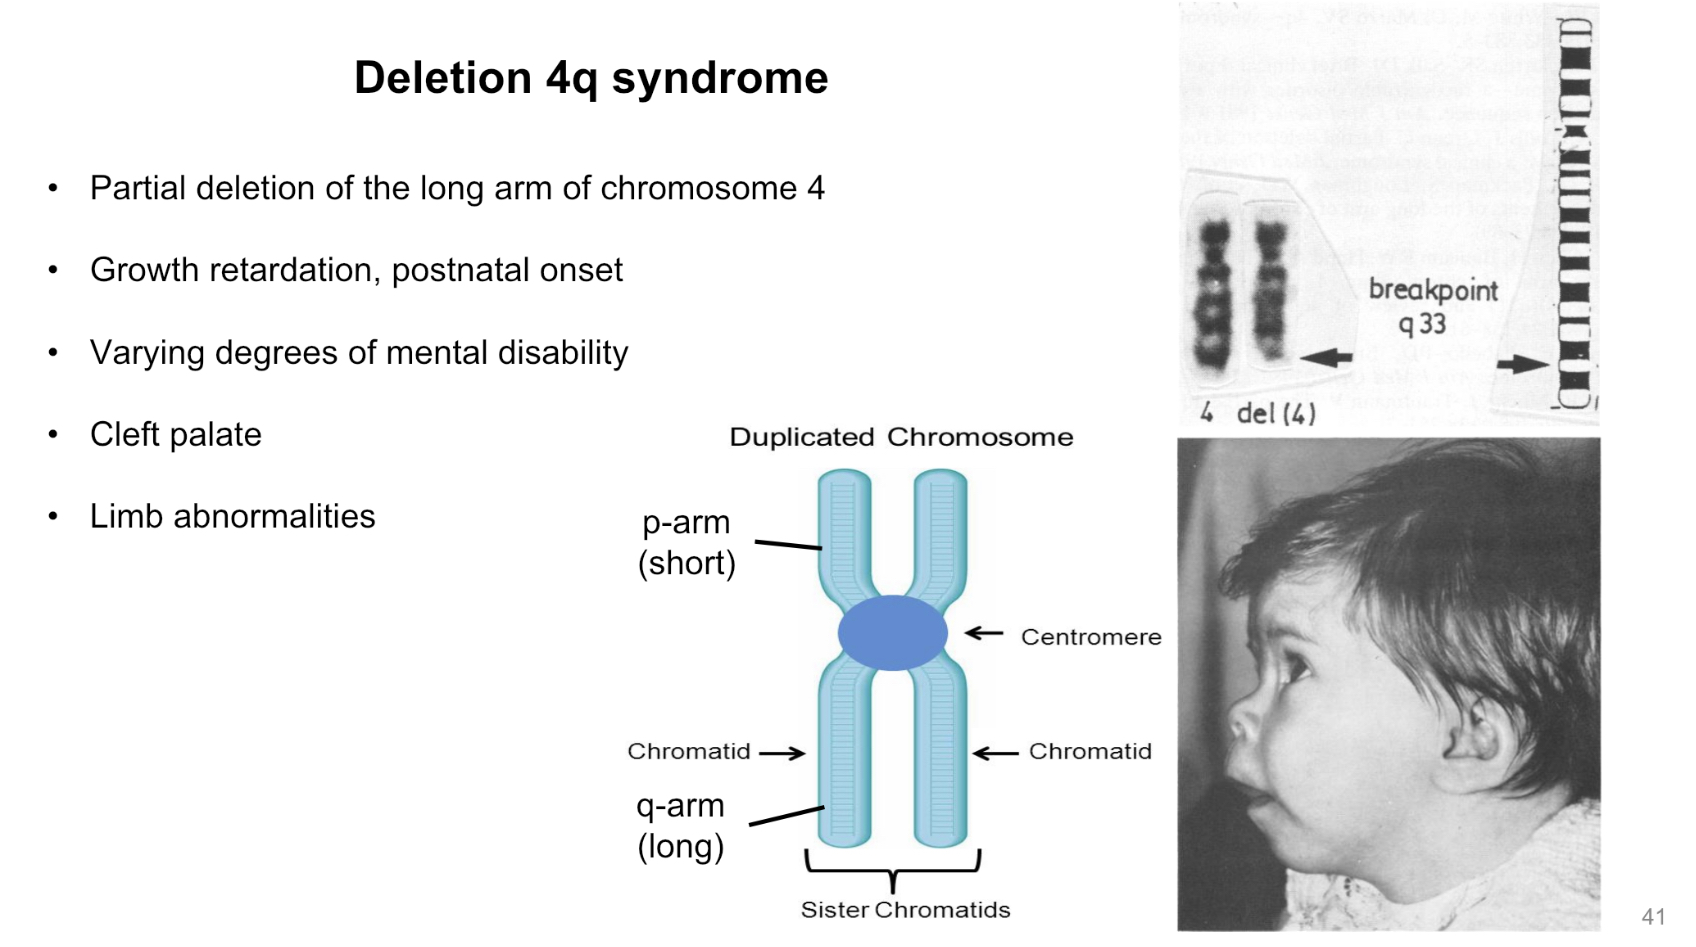 Deletion 4q syndrome
• Partial deletion of the long arm of chromosome 4
• Growth retardation, postnatal onset
• Varying degrees of mental disability
• Cleft palate
• Limb abnormalities
Duplicated Chromosome
p-arm
(short)
Centromere
Chromatid
Chromatid
q-arm
(long)
Sister Chromatids
breakpoint
q33
4 del (4)
41